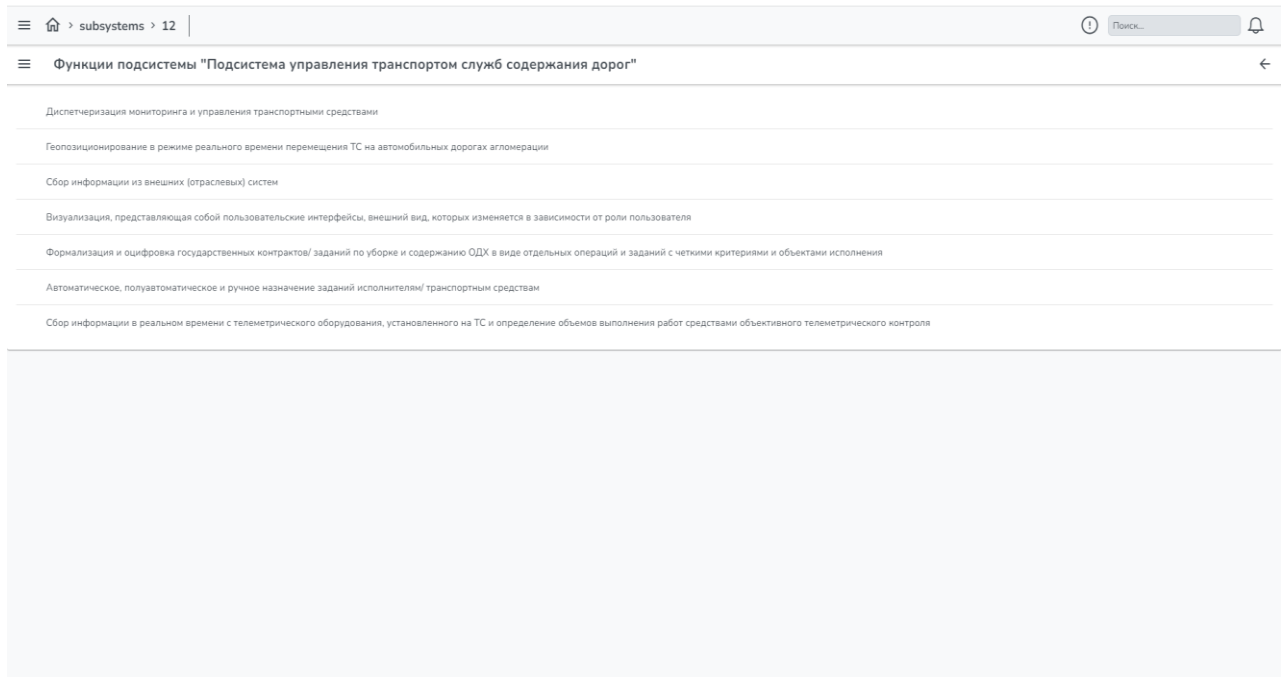 subsystems > 12
Поиск...
Функции подсистемы "Подсистема управления транспортом служб содержания дорог"
Диспетчеризация мониторинга и управления транспортными средствами
Геопозиционирование в режиме реального времени перемещения ТС на автомобильных дорогах агломерации
Сбор информации из внешних (отраслевых) систем
Визуализация, представляющая собой пользовательские интерфейсы, внешний вид, которых изменяется в зависимости от роли пользователя
Формализация и оцифровка государственных контрактов/ заданий по уборке и содержанию ОДХ в виде отдельных операций и заданий с четкими критериями и объектами исполнения
Автоматическое, полуавтоматическое и ручное назначение заданий исполнителям/ транспортным средствам
Сбор информации в реальном времени с телеметрического оборудования, установленного на ТС и определение объемов выполнения работ средствами объективного телеметрического контроля